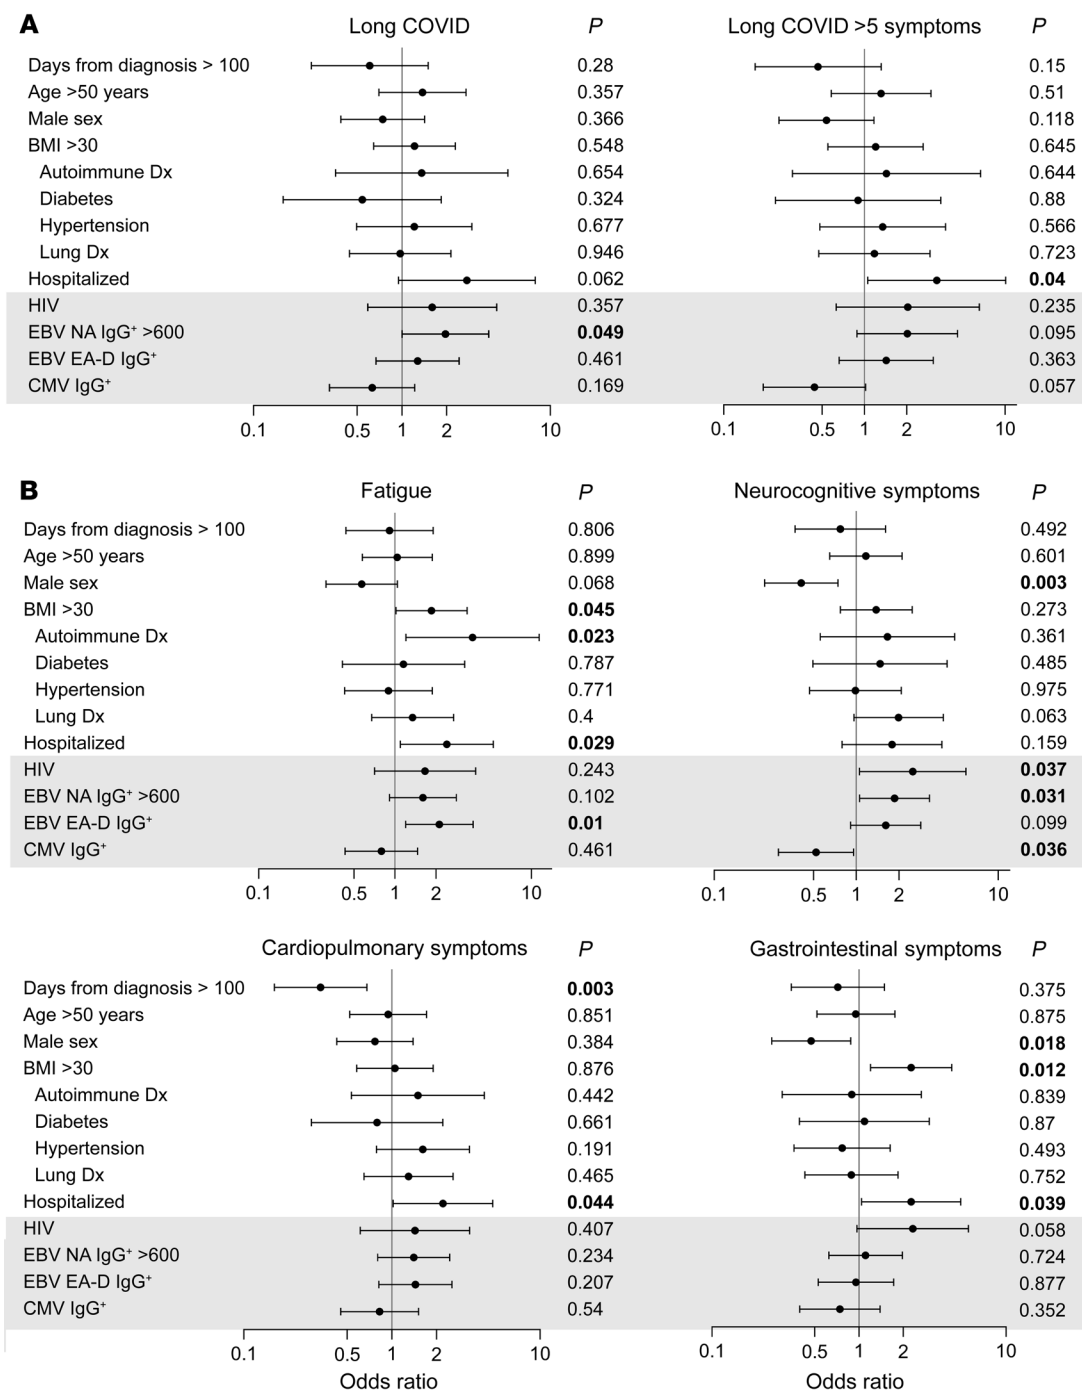 A Long COVID P Long COVID >5 symptoms P
Days from diagnosis > 100 0.28 0.15
Age >50 years 0.357 0.51
Male sex 0.366 0.118
BMI >30 0.548 0.645
Autoimmune Dx 0.654 0.644
Diabetes 0.324 0.88
Hypertension 0.677 0.566
Lung Dx 0.946 0.723
Hospitalized 0.062 0.04
HIV 0.357 0.235
EBV NA IgG⁺ >600 0.049 0.095
EBV EA-D IgG⁺ 0.461 0.363
CMV IgG⁺ 0.169 0.057
0.1 0.5 1 2 10 0.1 0.5 1 2 10
B Fatigue P Neurocognitive symptoms P
Days from diagnosis > 100 0.806 0.492
Age >50 years 0.899 0.601
Male sex 0.068 0.003
BMI >30 0.045 0.273
Autoimmune Dx 0.023 0.361
Diabetes 0.787 0.485
Hypertension 0.771 0.975
Lung Dx 0.4 0.063
Hospitalized 0.029 0.159
HIV 0.243 0.037
EBV NA IgG⁺ >600 0.102 0.031
EBV EA-D IgG⁺ 0.01 0.099
CMV IgG⁺ 0.461 0.036
0.1 0.5 1 2 10 0.1 0.5 1 2 10
Cardiopulmonary symptoms P Gastrointestinal symptoms P
Days from diagnosis > 100 0.003 0.375
Age >50 years 0.851 0.875
Male sex 0.384 0.018
BMI >30 0.876 0.012
Autoimmune Dx 0.442 0.839
Diabetes 0.661 0.87
Hypertension 0.191 0.493
Lung Dx 0.465 0.752
Hospitalized 0.044 0.039
HIV 0.407 0.058
EBV NA IgG⁺ >600 0.234 0.724
EBV EA-D IgG⁺ 0.207 0.877
CMV IgG⁺ 0.54 0.352
0.1 0.5 1 2 10 0.1 0.5 1 2 10
Odds ratio Odds ratio